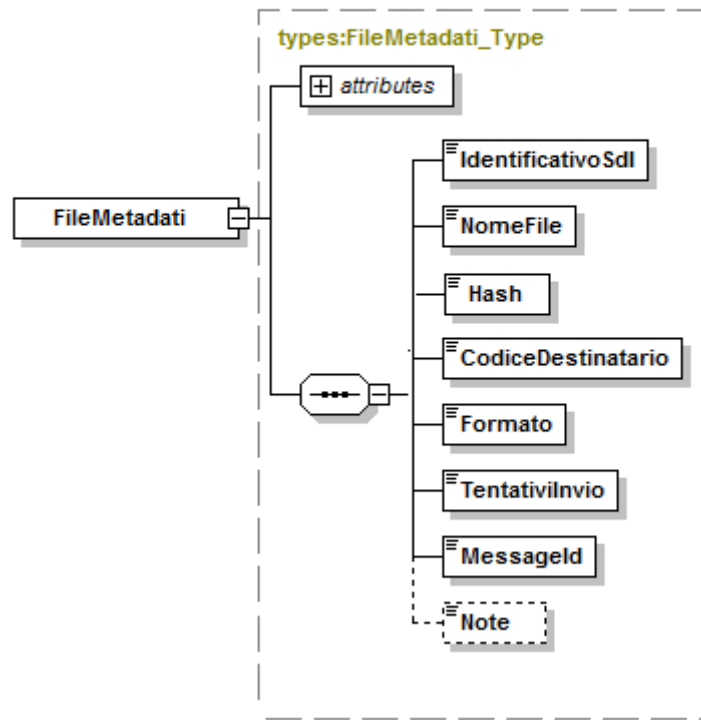 types:FileMetadati_Type
attributes
IdentificativoSdI
FileMetadati
NomeFile
Hash
CodiceDestinatario
Formato
TentativiInvio
MessageId
Note